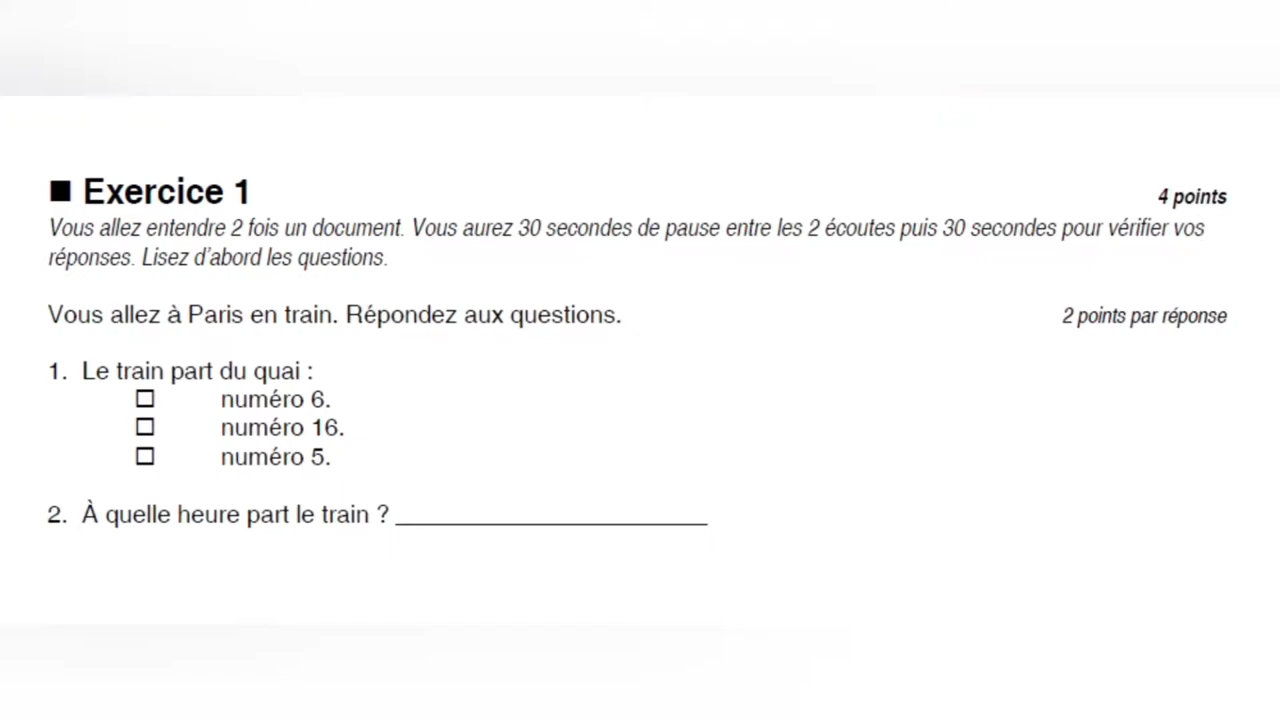 ■ Exercice 1
4 points
Vous allez entendre 2 fois un document. Vous aurez 30 secondes de pause entre les 2 écoutes puis 30 secondes pour vérifier vos
réponses. Lisez d'abord les questions.
Vous allez à Paris en train. Répondez aux questions.
2 points par réponse
1. Le train part du quai :
☐ numéro 6.
☐ numéro 16.
☐ numéro 5.
2. À quelle heure part le train ? ______________________